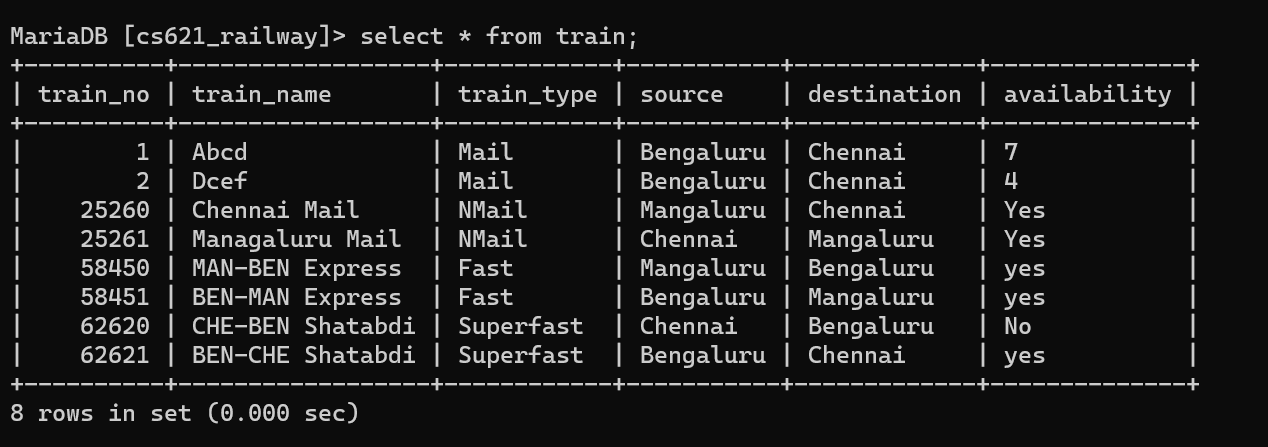 MariaDB [cs621_railway]> select * from train;
+----------+-----------------+------------+-----------+-------------+--------------+
| train_no | train_name       | train_type | source    | destination | availability |
+----------+-----------------+------------+-----------+-------------+--------------+
|        1 | Abcd             | Mail       | Bengaluru | Chennai     | 7            |
|        2 | Dcef             | Mail       | Bengaluru | Chennai     | 4            |
|    25260 | Chennai Mail     | NMail      | Mangaluru | Chennai     | Yes          |
|    25261 | Managaluru Mail  | NMail      | Chennai   | Mangaluru   | Yes          |
|    58450 | MAN-BEN Express  | Fast       | Mangaluru | Bengaluru   | yes          |
|    58451 | BEN-MAN Express  | Fast       | Bengaluru | Mangaluru   | yes          |
|    62620 | CHE-BEN Shatabdi | Superfast  | Chennai   | Bengaluru   | No           |
|    62621 | BEN-CHE Shatabdi | Superfast  | Bengaluru | Chennai     | yes          |
+----------+-----------------+------------+-----------+-------------+--------------+
8 rows in set (0.000 sec)